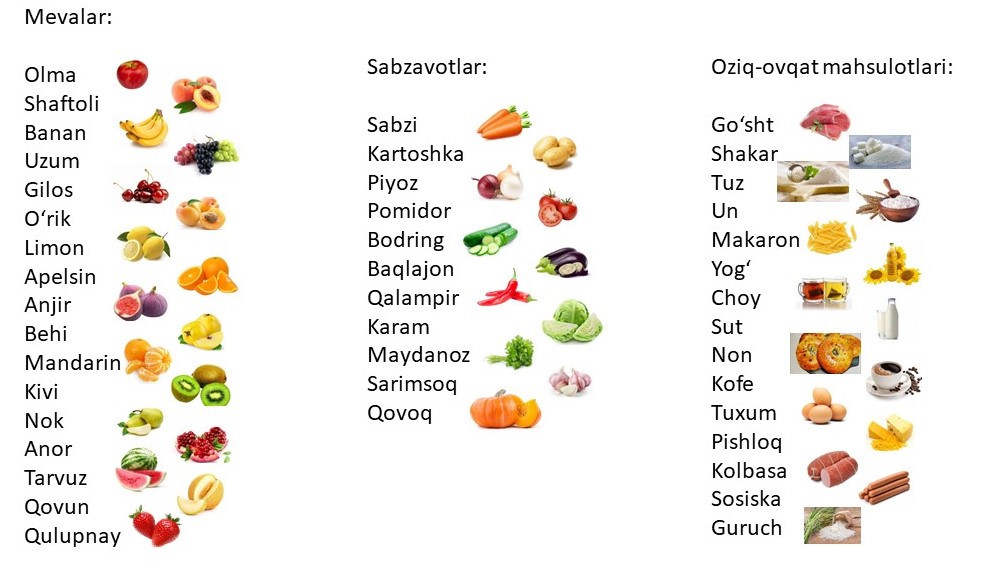 Mevalar:
Olma
Shaftoli
Banan
Uzum
Gilos
O‘rik
Limon
Apelsin
Anjir
Behi
Mandarin
Kivi
Nok
Anor
Tarvuz
Qovun
Qulupnay
Sabzavotlar:
Sabzi
Kartoshka
Piyoz
Pomidor
Bodring
Baqlajon
Qalampir
Karam
Maydanoz
Sarimsoq
Qovoq
Oziq-ovqat mahsulotlari:
Go‘sht
Shakar
Tuz
Un
Makaron
Yog‘
Choy
Sut
Non
Kofe
Tuxum
Pishloq
Kolbasa
Sosiska
Guruch